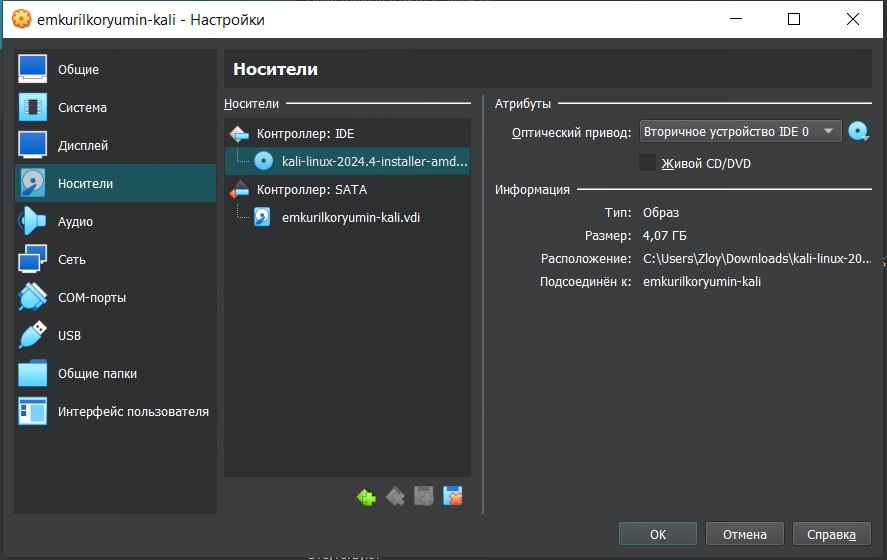 emkurilkoryumin-kali - Настройки
Общие
Система
Дисплей
Носители
Аудио
Сеть
COM-порты
USB
Общие папки
Интерфейс пользователя
Носители
Носители
Контроллер: IDE
kali-linux-2024.4-installer-amd...
Контроллер: SATA
emkurilkoryumin-kali.vdi
Атрибуты
Оптический привод: Вторичное устройство IDE 0
Живой CD/DVD
Информация
Тип: Образ
Размер: 4,07 ГБ
Расположение: C:\Users\Zloy\Downloads\kali-linux-20...
Подсоединён к: emkurilkoryumin-kali
OK Отмена Справка